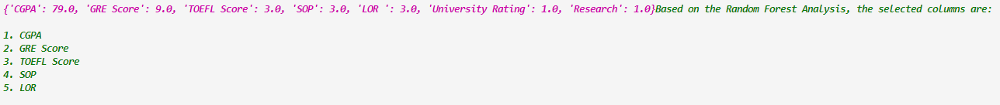 {'CGPA': 79.0, 'GRE Score': 9.0, 'TOEFL Score': 3.0, 'SOP': 3.0, 'LOR ': 3.0, 'University Rating': 1.0, 'Research': 1.0}Based on the Random Forest Analysis, the selected columns are:
1. CGPA
2. GRE Score
3. TOEFL Score
4. SOP
5. LOR